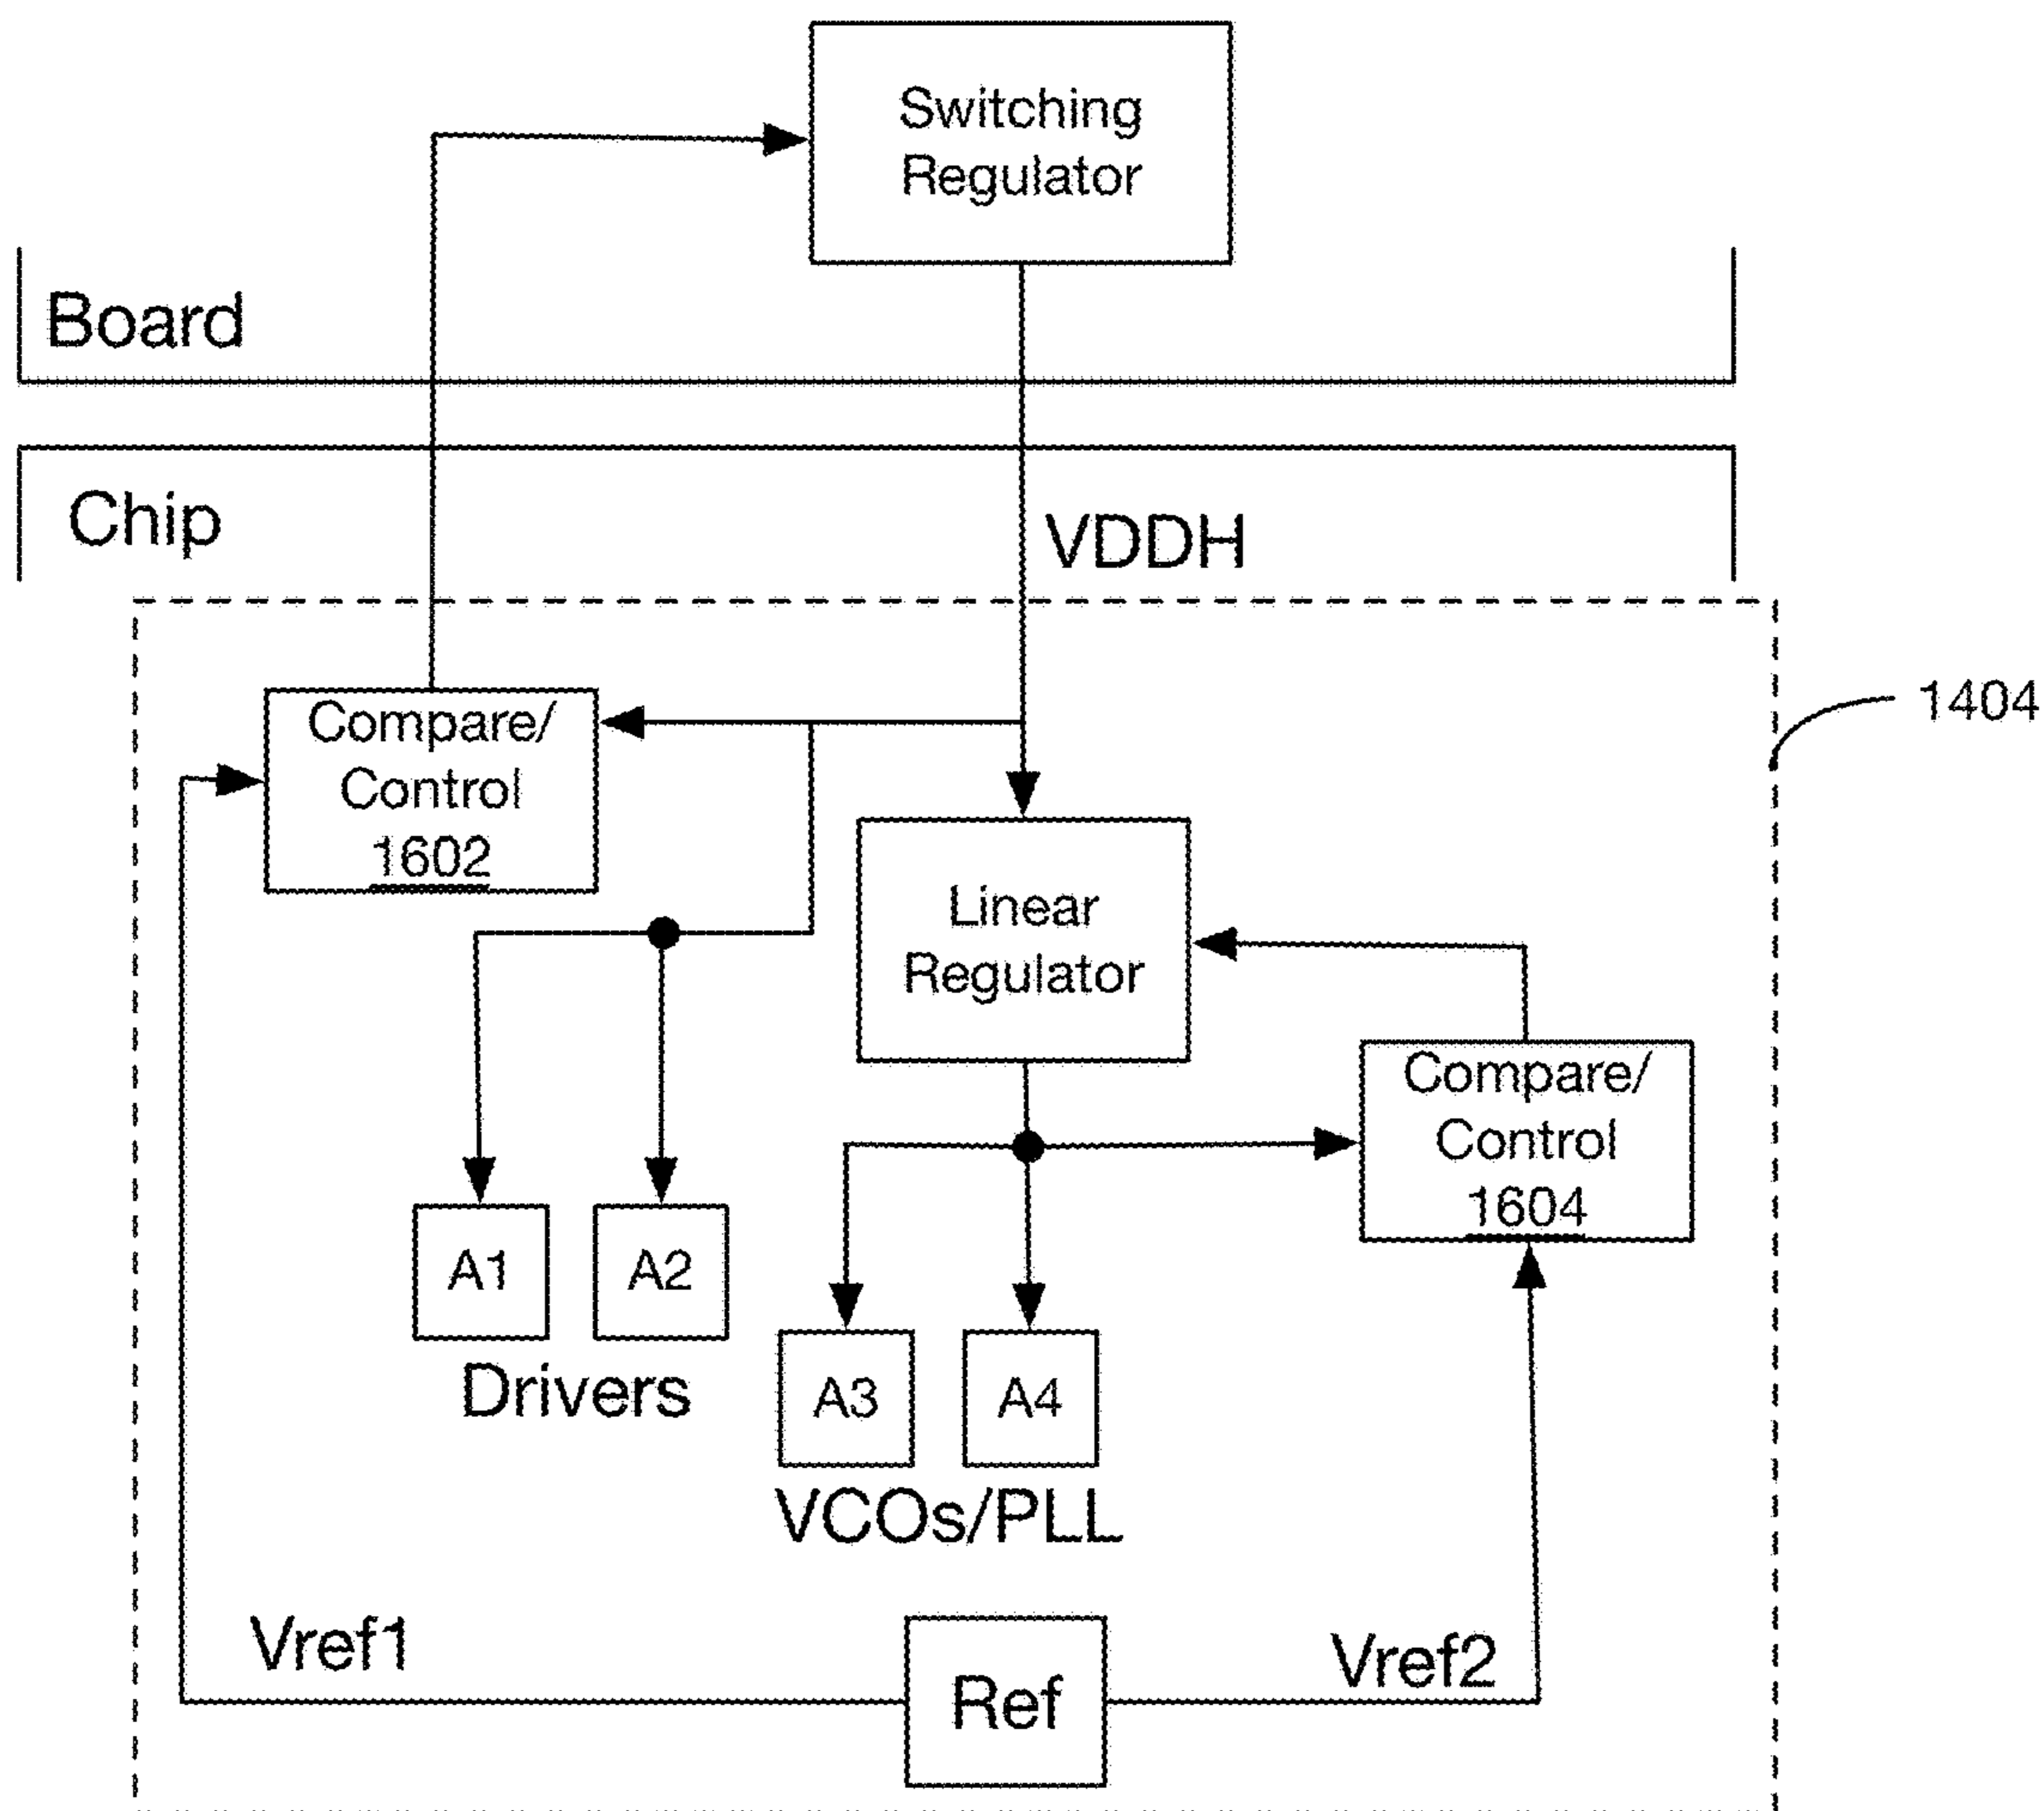 Switching
Regulator
Board
Chip
VDDH
1404
Compare/
Control
1602
Linear
Regulator
Compare/
Control
1604
A1
A2
Drivers
A3
A4
VCOs/PLL
Vref1
Ref
Vref2